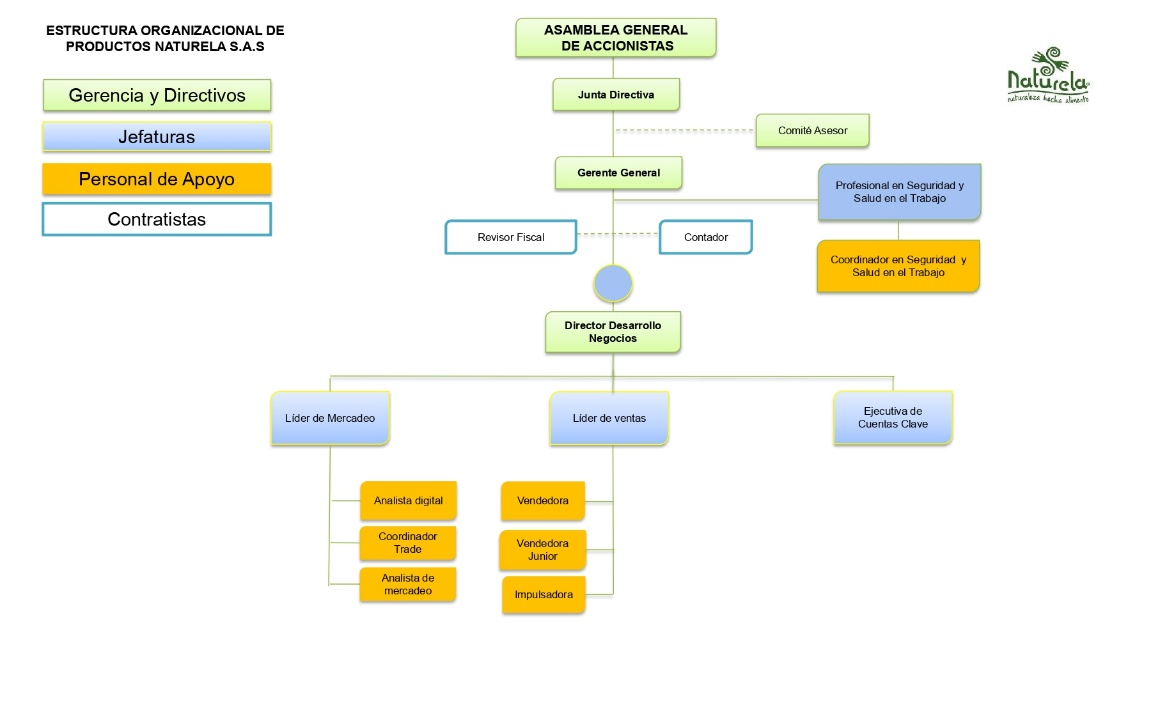 ESTRUCTURA ORGANIZACIONAL DE
PRODUCTOS NATURELA S.A.S
Gerencia y Directivos
Jefaturas
Personal de Apoyo
Contratistas
ASAMBLEA GENERAL
DE ACCIONISTAS
Naturela
naturaleza hecha alimento
Junta Directiva
Comité Asesor
Gerente General
Profesional en Seguridad y
Salud en el Trabajo
Revisor Fiscal
Contador
Coordinador en Seguridad y
Salud en el Trabajo
Director Desarrollo
Negocios
Líder de Mercadeo
Líder de ventas
Ejecutiva de
Cuentas Clave
Analista digital
Coordinador
Trade
Analista de
mercadeo
Vendedora
Vendedora
Junior
Impulsadora